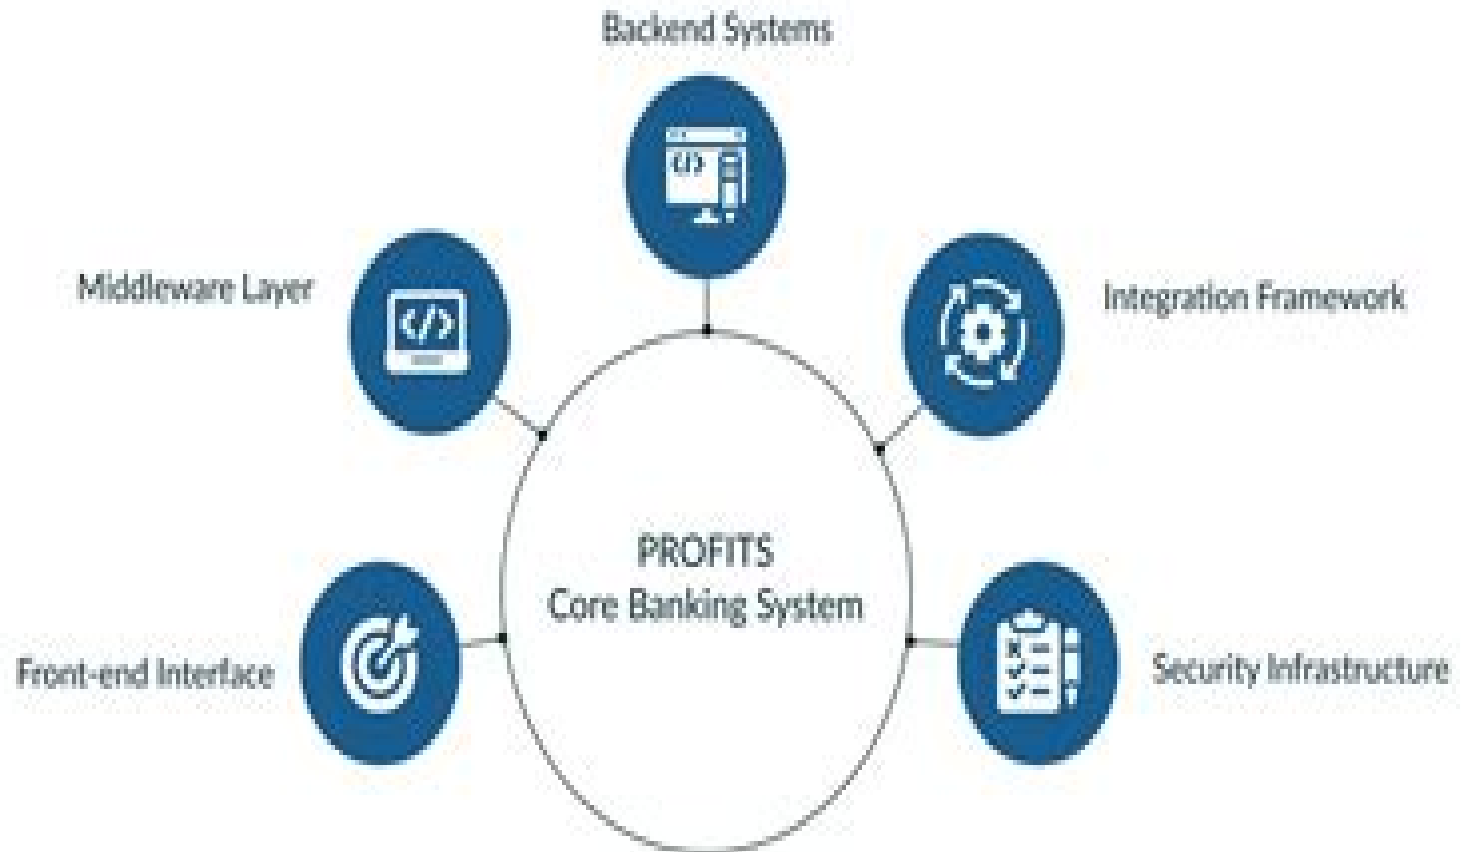 Backend Systems
Middleware Layer
Integration Framework
PROFITS
Core Banking System
Front-end Interface
Security Infrastructure